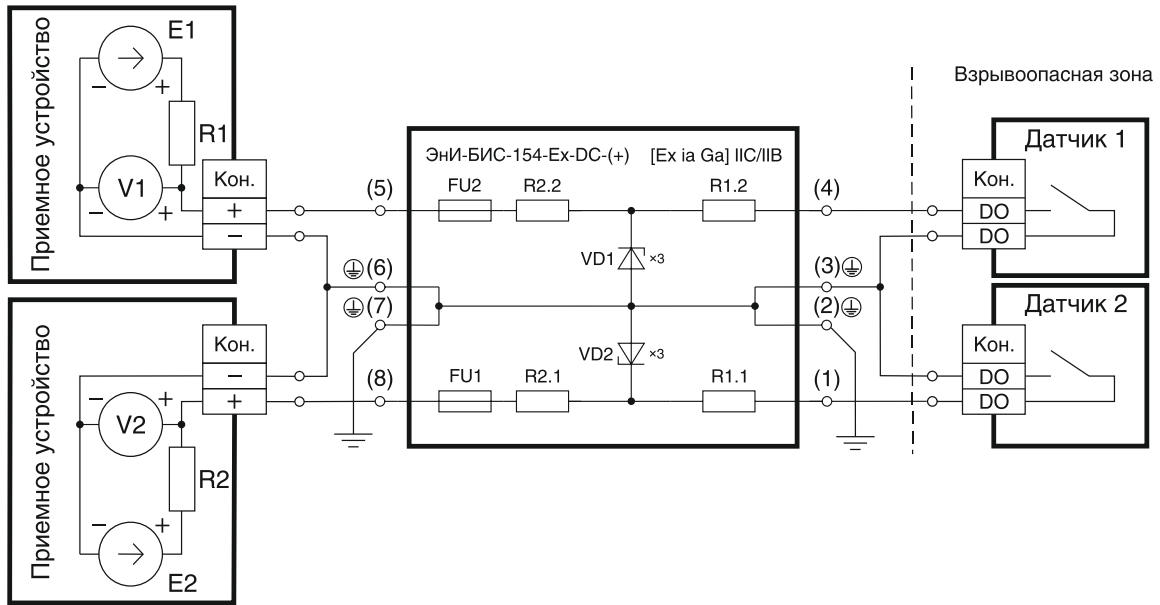 Приемное устройство
E1
− +
R1
V1
− +
Кон.
+
−
Приемное устройство
Кон.
−
+
− +
V2
R2
− +
E2
(5)
(6)
(7)
(8)
ЭнИ-БИС-154-Ex-DC-(+) [Ex ia Ga] IIC/IIB
FU2 R2.2 R1.2
VD1 ×3
VD2 ×3
FU1 R2.1 R1.1
(4)
(3)
(2)
(1)
Взрывоопасная зона
Датчик 1
Кон.
DO
DO
Датчик 2
Кон.
DO
DO